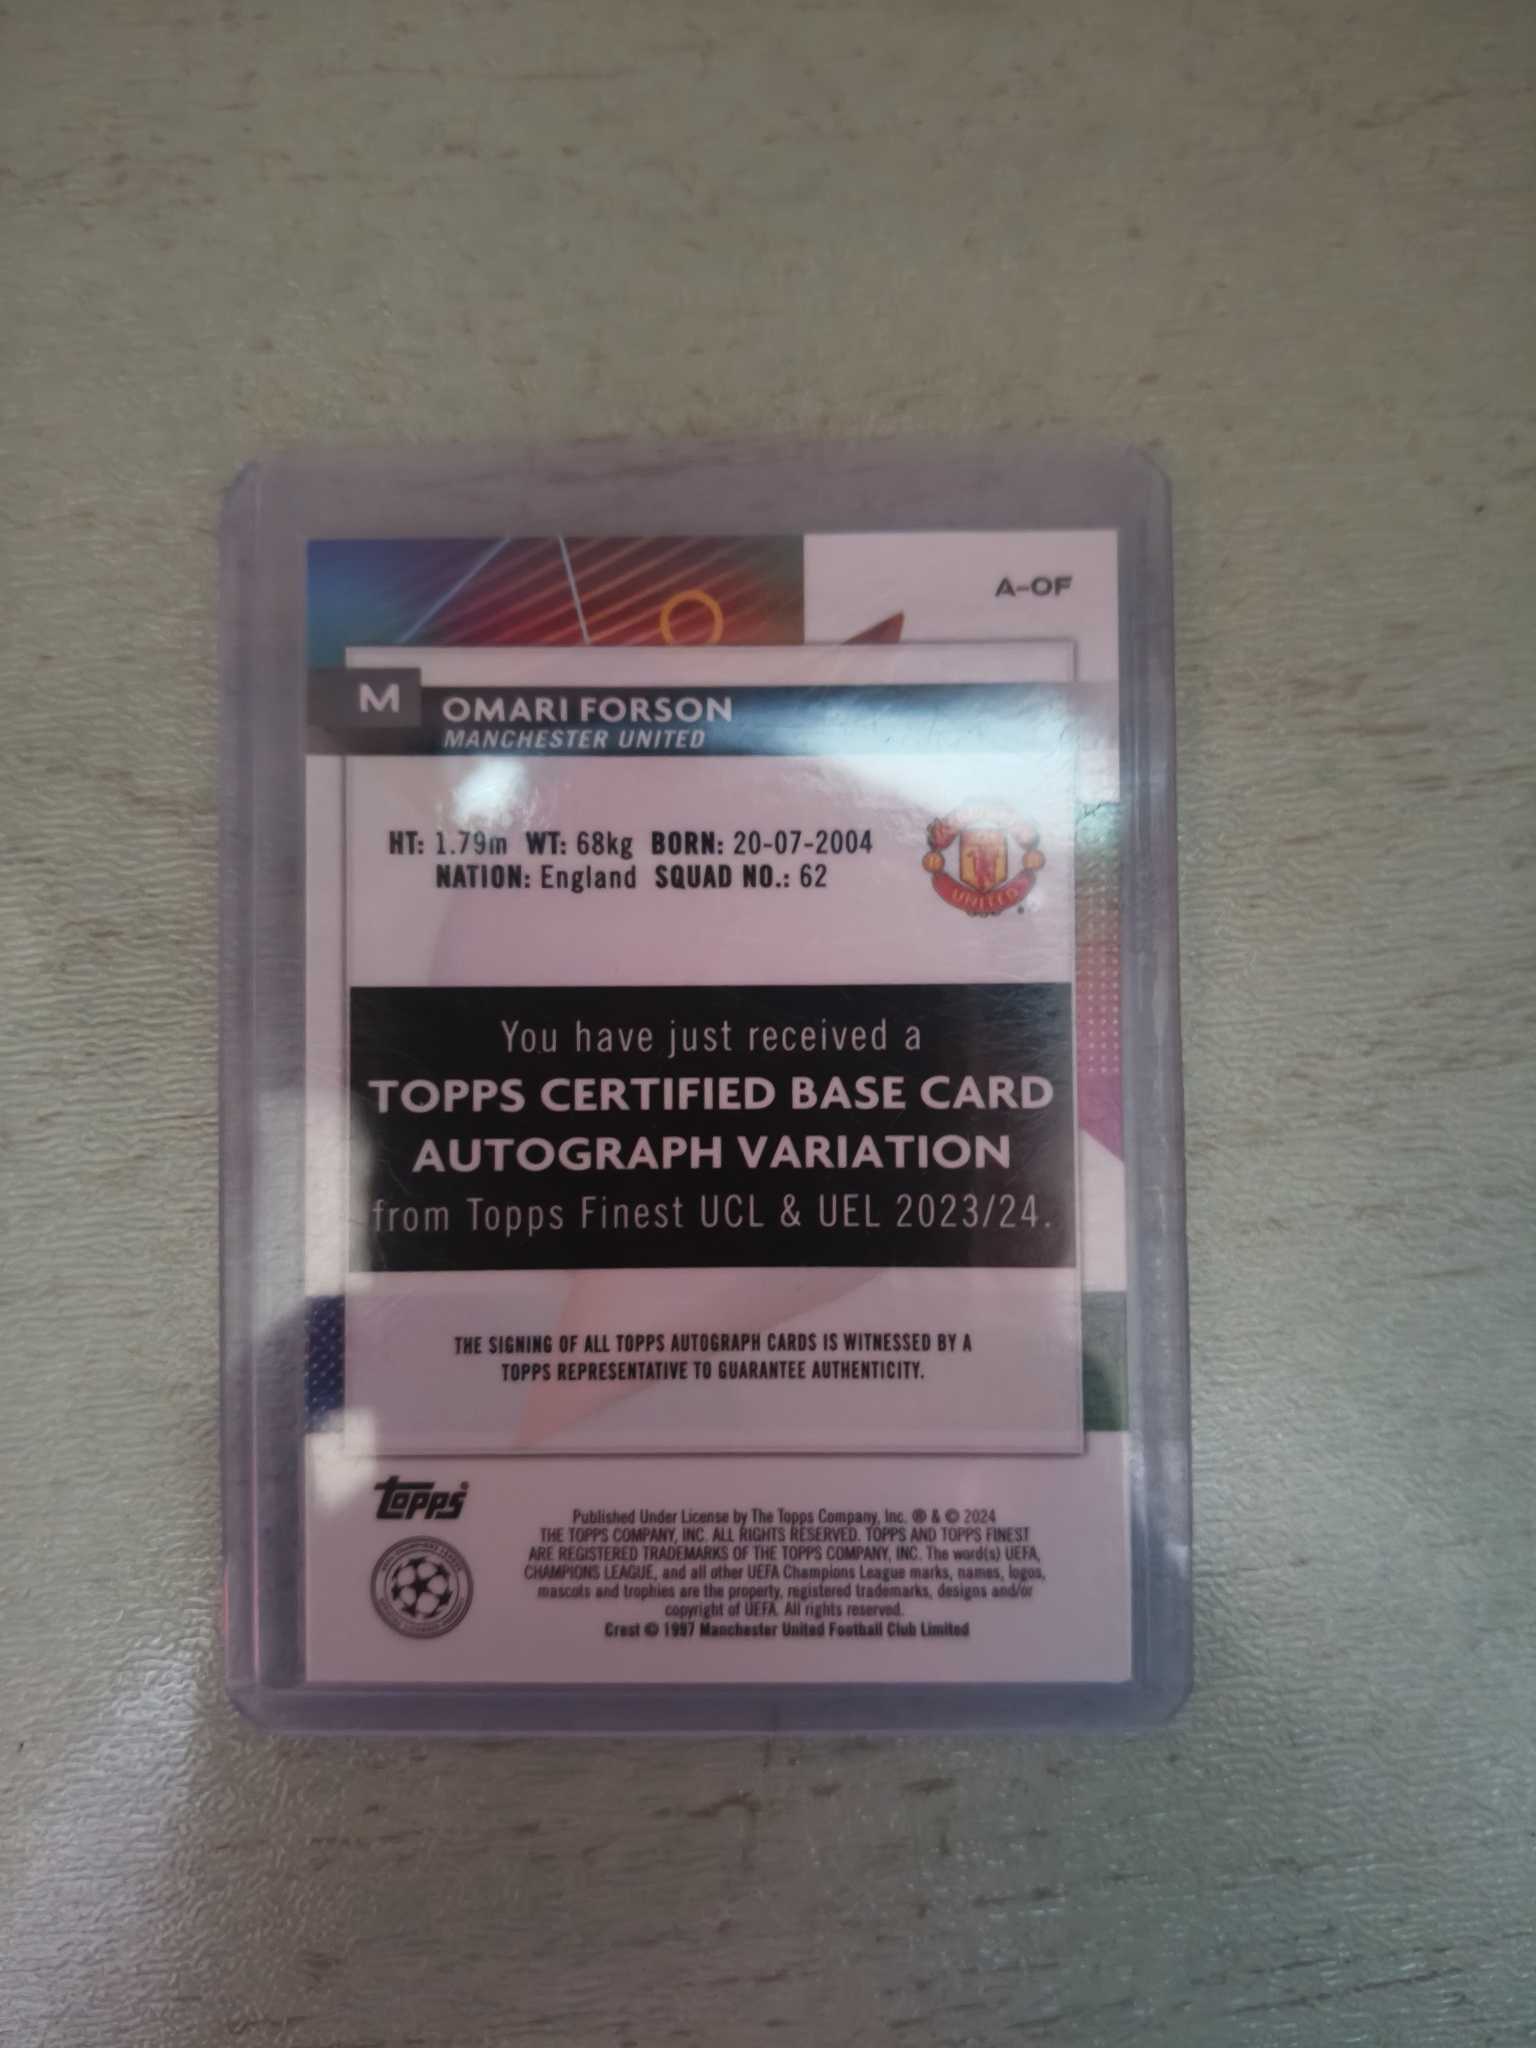 A-OF
M
OMARI FORSON
MANCHESTER UNITED
HT: 1.79m WT: 68kg BORN: 20-07-2004
NATION: England SQUAD NO.: 62
UNITED
You have just received a
TOPPS CERTIFIED BASE CARD
AUTOGRAPH VARIATION
from Topps Finest UCL & UEL 2023/24.
THE SIGNING OF ALL TOPPS AUTOGRAPH CARDS IS WITNESSED BY A
TOPPS REPRESENTATIVE TO GUARANTEE AUTHENTICITY.
topps
Published Under License by The Topps Company, Inc. ® & © 2024
THE TOPPS COMPANY, INC. ALL RIGHTS RESERVED. TOPPS AND TOPPS FINEST
ARE REGISTERED TRADEMARKS OF THE TOPPS COMPANY, INC. The word(s) UEFA,
CHAMPIONS LEAGUE, and all other UEFA Champions League marks, names, logos,
mascots and trophies are the property, registered trademarks, designs and/or
copyright of UEFA. All rights reserved.
Crest © 1997 Manchester United Football Club Limited